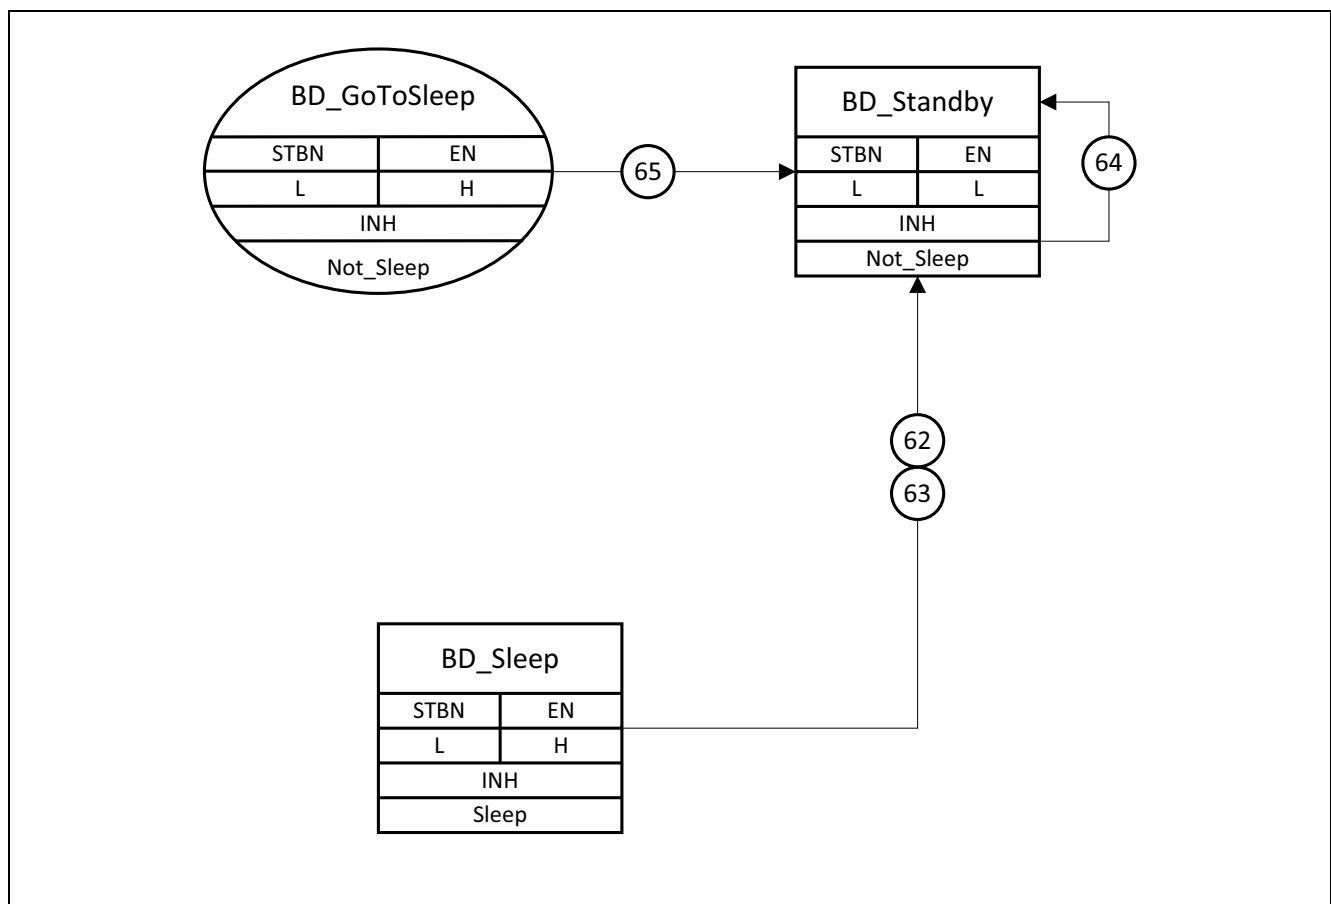 BD_GoToSleep
STBN EN
L H
INH
Not_Sleep
65
BD_Standby
STBN EN
L L
INH
Not_Sleep
64
62
63
BD_Sleep
STBN EN
L H
INH
Sleep